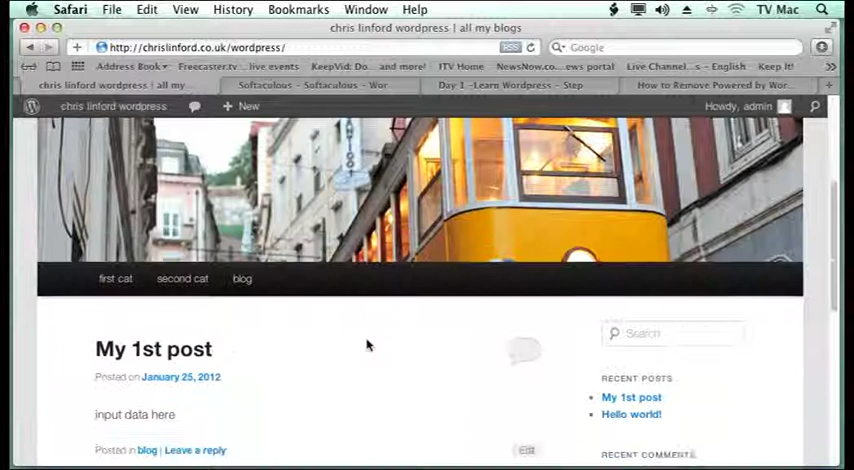 Safari File Edit View History Bookmarks Window Help TV Mac
chris linford wordpress | all my blogs
http://chrislinford.co.uk/wordpress/ RSS Google
Address Book Freecaster.tv... live events KeepVid: Do... and more! ITV Home NewsNow.co... ews portal Live Channel... s - English Keep It!
chris linford wordpress | all my ... Softaculous - Softaculous - Wor Day 1 -Learn Wordpress - Step How to Remove Powered by Wor...
chris linford wordpress + New Howdy, admin
first cat second cat blog
My 1st post
Posted on January 25, 2012
input data here
Posted in blog | Leave a reply
Edit
Search
RECENT POSTS
My 1st post
Hello world!
RECENT COMMENTS